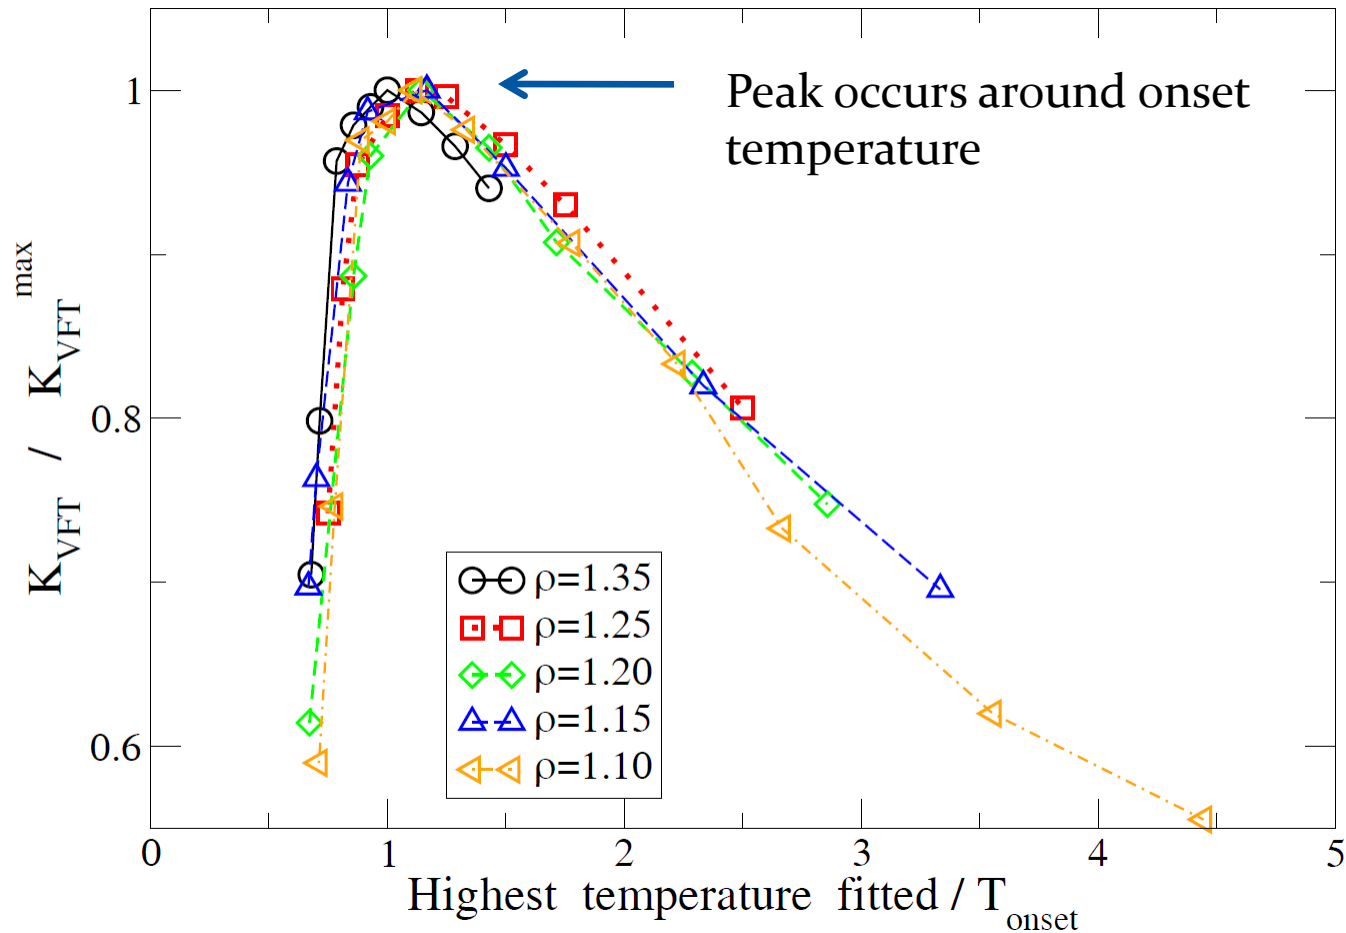 1
0.8
0.6
K_VFT / K_VFT^max
Peak occurs around onset
temperature
ρ=1.35
ρ=1.25
ρ=1.20
ρ=1.15
ρ=1.10
0 1 2 3 4 5
Highest temperature fitted / T_onset